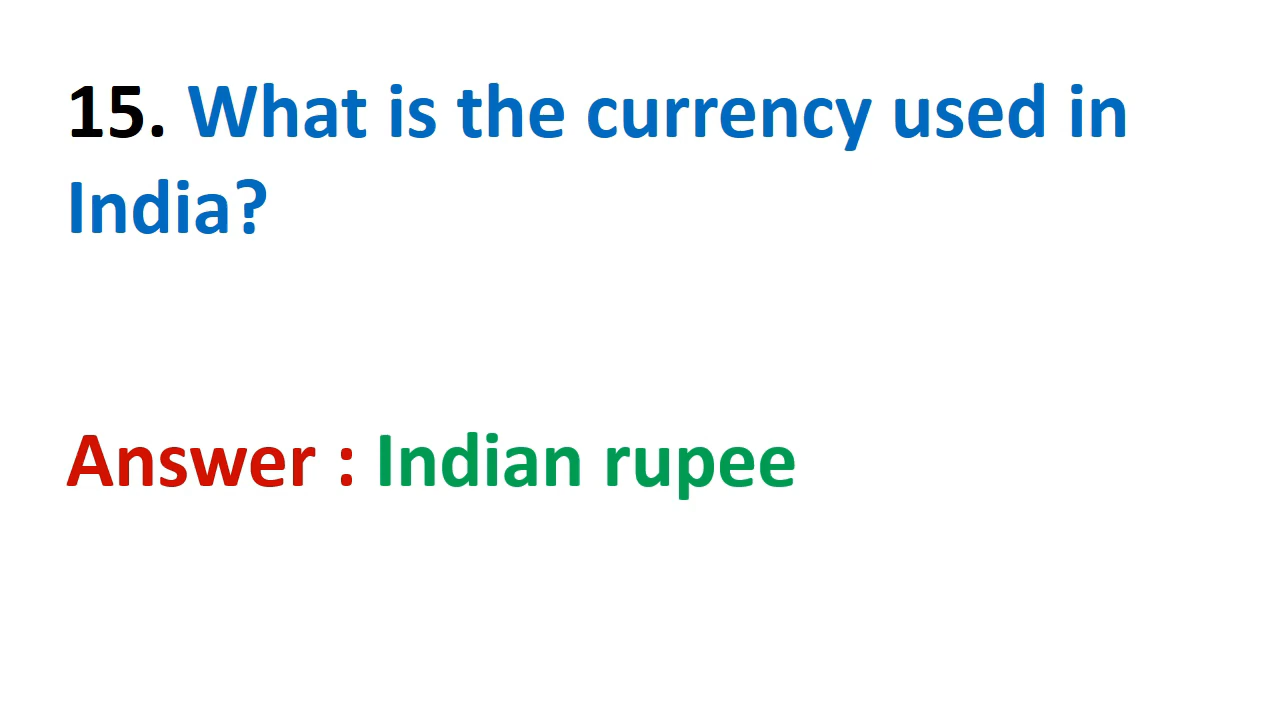 15. What is the currency used in
India?
Answer : Indian rupee